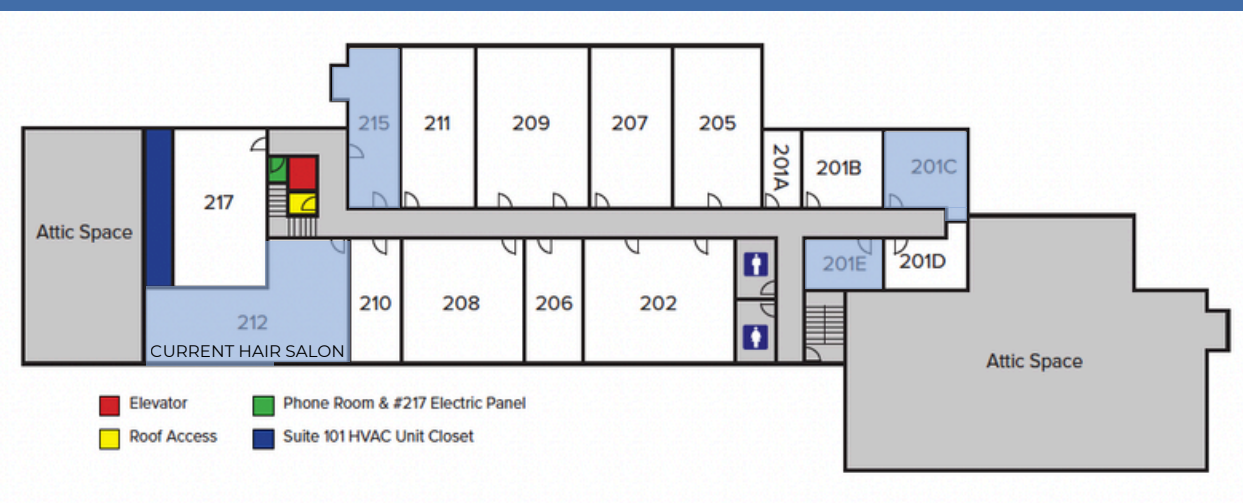 215
211
209
207
205
201A
201B
201C
217
Attic Space
201E
201D
210
208
206
202
212
CURRENT HAIR SALON
Attic Space
Elevator
Phone Room & #217 Electric Panel
Roof Access
Suite 101 HVAC Unit Closet